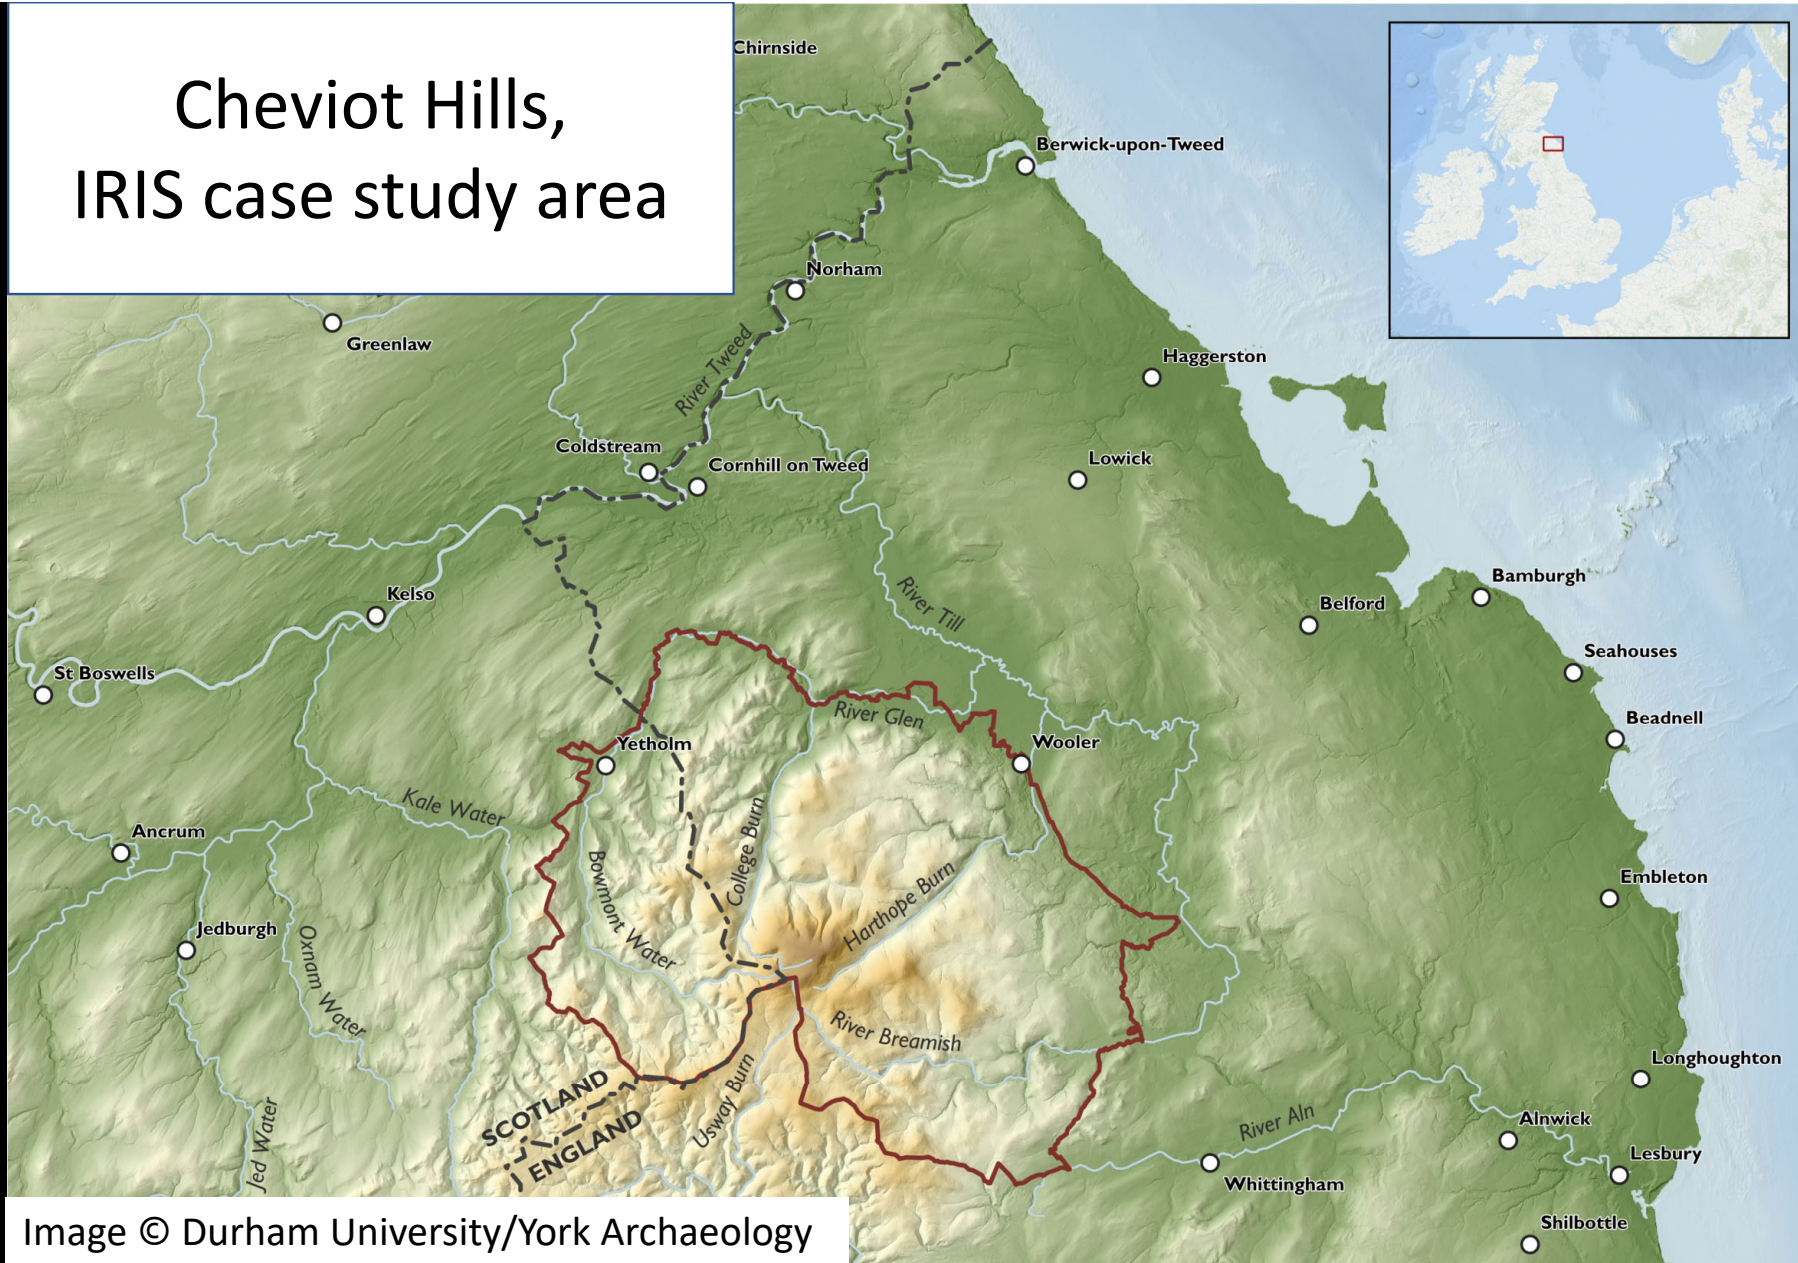 Cheviot Hills,
IRIS case study area
Chirnside
Berwick-upon-Tweed
Norham
Greenlaw
River Tweed
Haggerston
Coldstream
Cornhill on Tweed
Lowick
Kelso
River Till
Bamburgh
Belford
St Boswells
Seahouses
River Glen
Beadnell
Yetholm
Wooler
Kale Water
College Burn
Ancrum
Bowmont Water
Harthope Burn
Embleton
Jedburgh
Oxnam Water
River Breamish
Longhoughton
Usway Burn
SCOTLAND
ENGLAND
Jed Water
River Aln
Alnwick
Lesbury
Whittingham
Shilbottle
Image © Durham University/York Archaeology